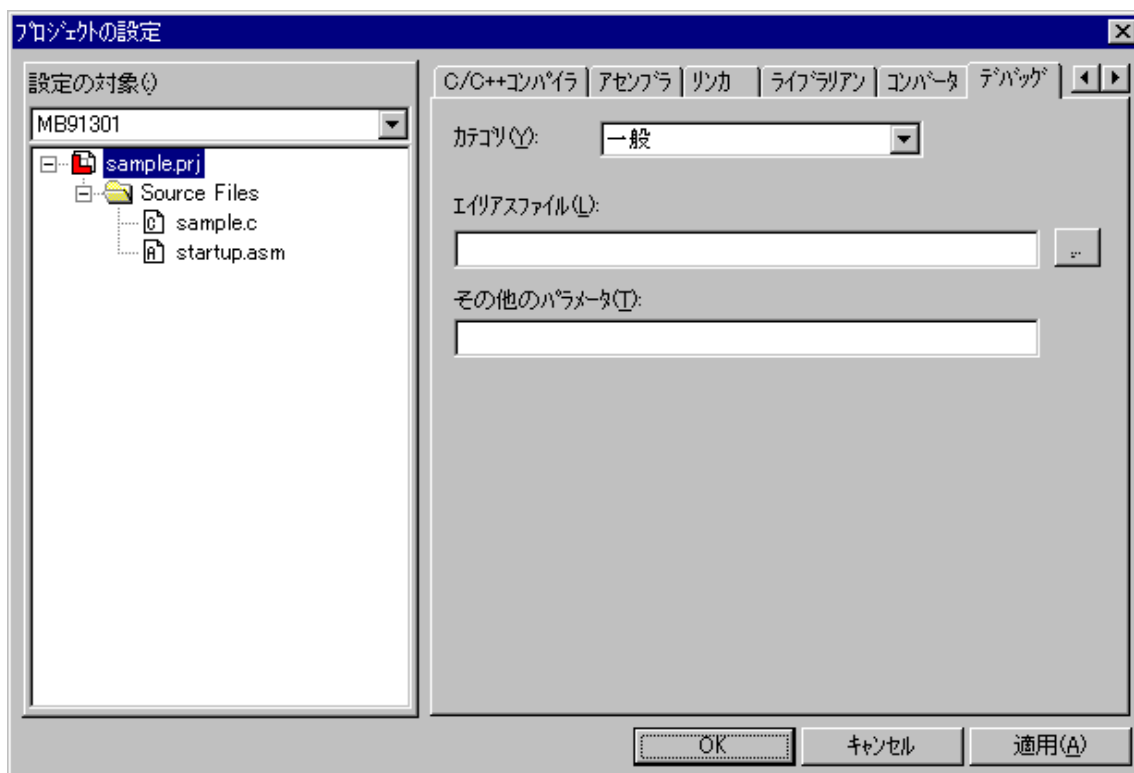 ﾌﾟﾛｼﾞｪｸﾄの設定
設定の対象(:)
MB91301
sample.prj
Source Files
sample.c
startup.asm
C/C++ｺﾝﾊﾟｲﾗ ｱｾﾝﾌﾞﾗ ﾘﾝｶ ﾗｲﾌﾞﾗﾘｱﾝ ｺﾝﾊﾞｰﾀ ﾃﾞﾊﾞｯｸﾞ
ｶﾃｺﾞﾘ(Y): 一般
ｴｲﾘｱｽﾌｧｲﾙ(L):
...
その他のﾊﾟﾗﾒｰﾀ(T):
OK ｷｬﾝｾﾙ 適用(A)